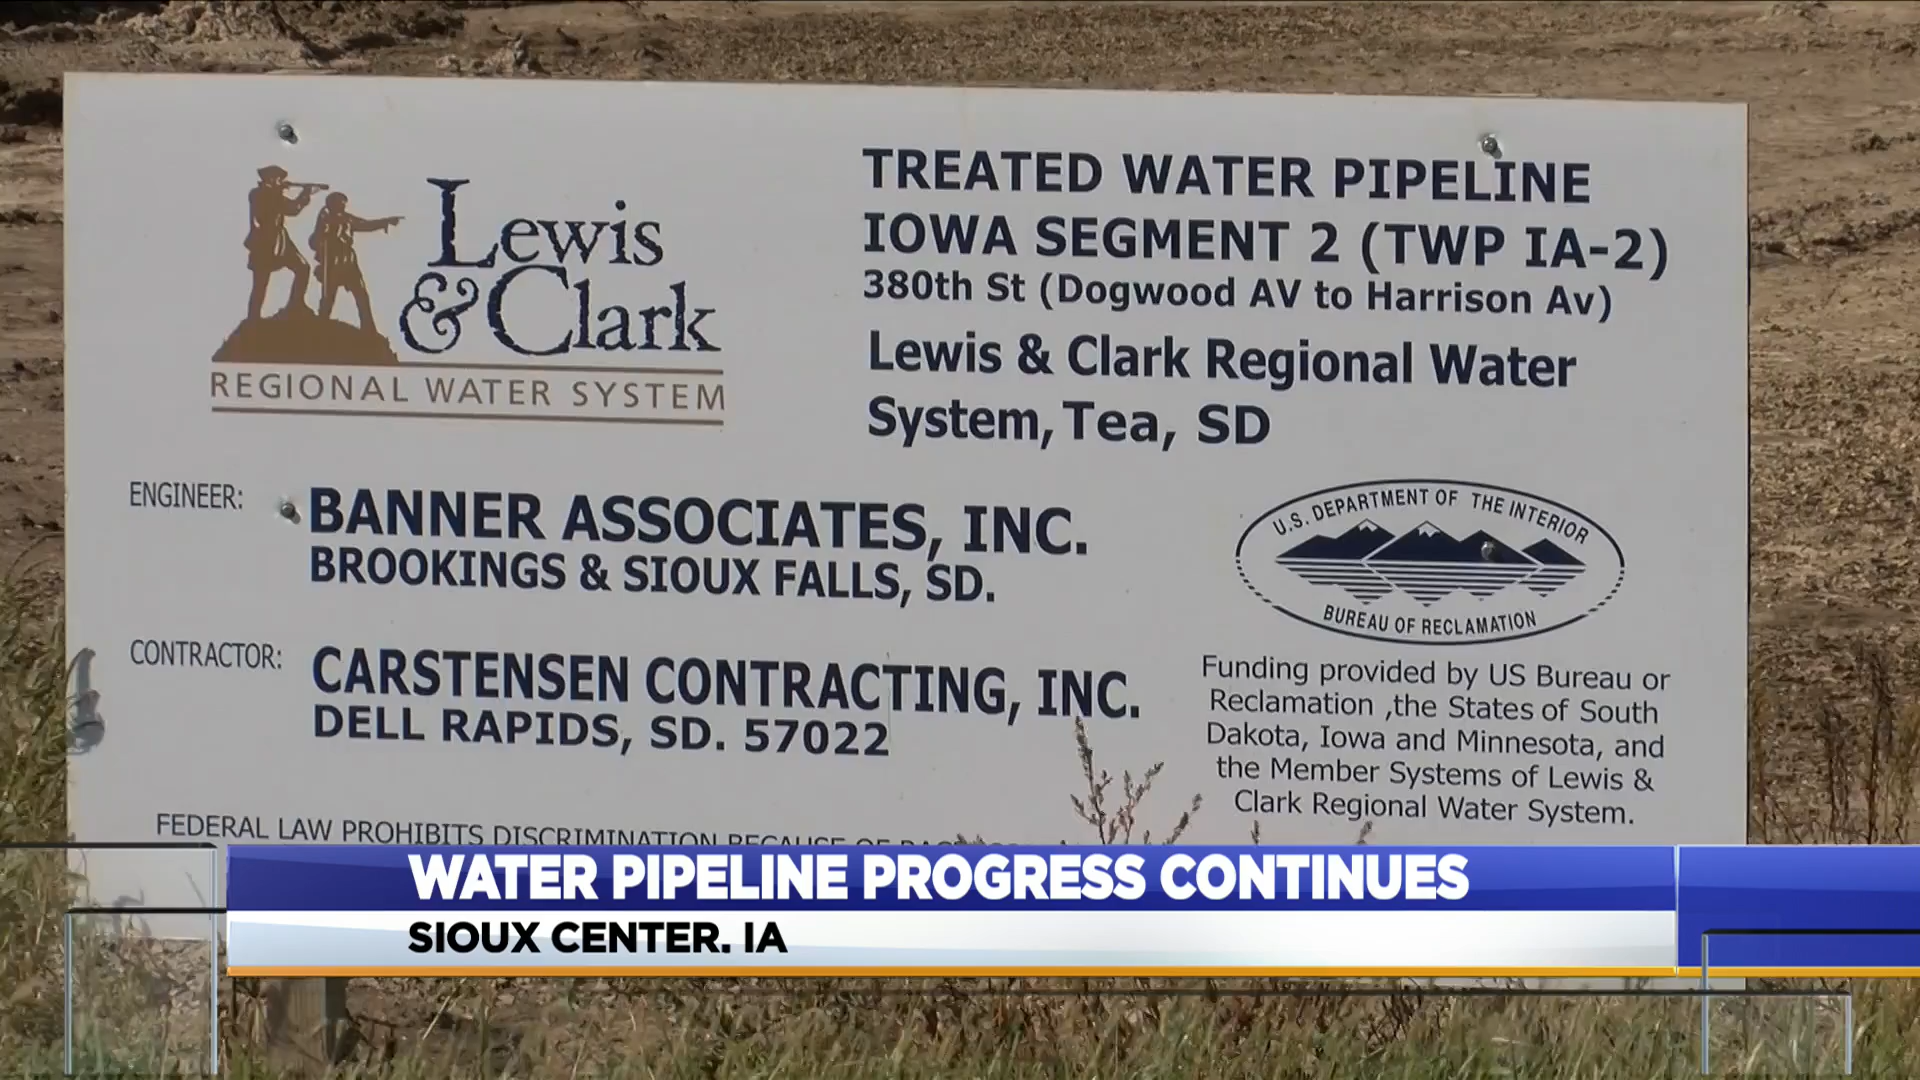 Lewis
& Clark
REGIONAL WATER SYSTEM
TREATED WATER PIPELINE
IOWA SEGMENT 2 (TWP IA-2)
380th St (Dogwood AV to Harrison Av)
Lewis & Clark Regional Water
System, Tea, SD
ENGINEER:
BANNER ASSOCIATES, INC.
BROOKINGS & SIOUX FALLS, SD.
CONTRACTOR:
CARSTENSEN CONTRACTING, INC.
DELL RAPIDS, SD. 57022
U.S. DEPARTMENT OF THE INTERIOR
BUREAU OF RECLAMATION
Funding provided by US Bureau or
Reclamation ,the States of South
Dakota, Iowa and Minnesota, and
the Member Systems of Lewis &
Clark Regional Water System.
FEDERAL LAW PROHIBITS DISCRIMINATION BECAUSE OF
WATER PIPELINE PROGRESS CONTINUES
SIOUX CENTER. IA